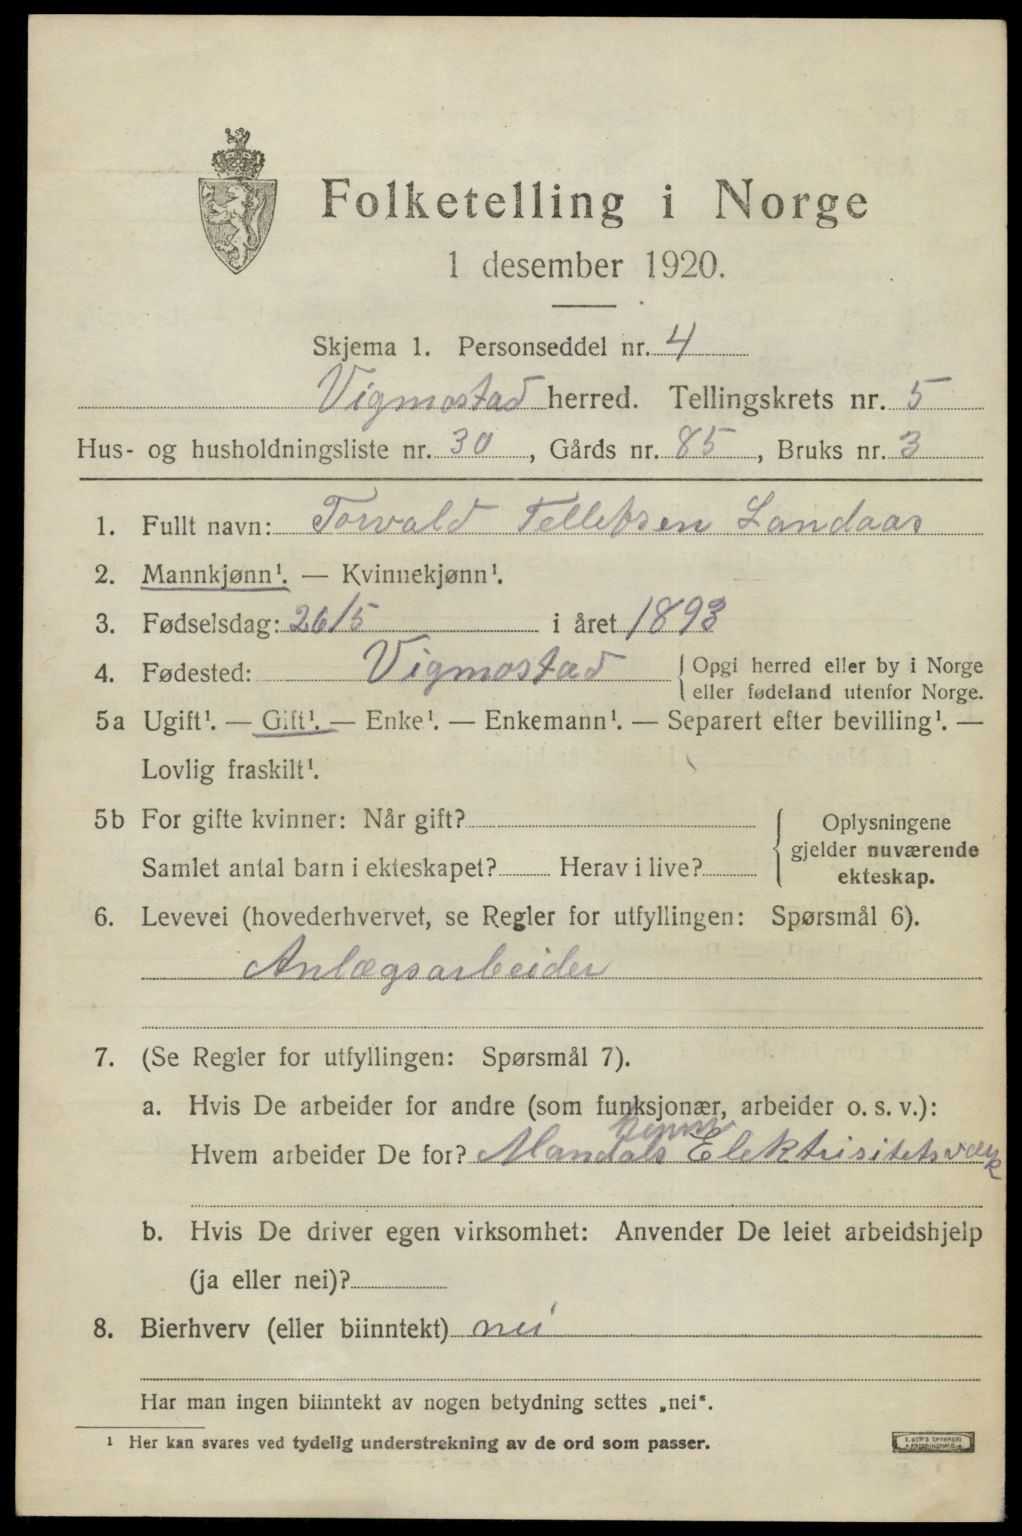 Folketelling i Norge
1 desember 1920.
Skjema 1. Personseddel nr. 4
Vigmostad herred. Tellingskrets nr. 5
Hus- og husholdningsliste nr. 30, Gårds nr. 85, Bruks nr. 3
1. Fullt navn: Torvald Tellefsen Landaas
2. Mannkjønn¹. — Kvinnekjønn¹.
3. Fødselsdag: 26/5 i året 1893
4. Fødested: Vigmostad { Opgi herred eller by i Norge
eller fødeland utenfor Norge.
5a Ugift¹. — Gift¹. — Enke¹. — Enkemann¹. — Separert efter bevilling¹. —
Lovlig fraskilt¹.
5b For gifte kvinner: Når gift?
Samlet antal barn i ekteskapet? Herav i live?
{ Oplysningene
gjelder nuværende
ekteskap.
6. Levevei (hovederhvervet, se Regler for utfyllingen: Spørsmål 6).
Anlægsarbeider
7. (Se Regler for utfyllingen: Spørsmål 7).
a. Hvis De arbeider for andre (som funksjonær, arbeider o. s. v.):
Hvem arbeider De for? Mandals Elektrisitetsværk
b. Hvis De driver egen virksomhet: Anvender De leiet arbeidshjelp
(ja eller nei)?
8. Bierhverv (eller biinntekt) nei
Har man ingen biinntekt av nogen betydning settes „nei".
¹ Her kan svares ved tydelig understrekning av de ord som passer.